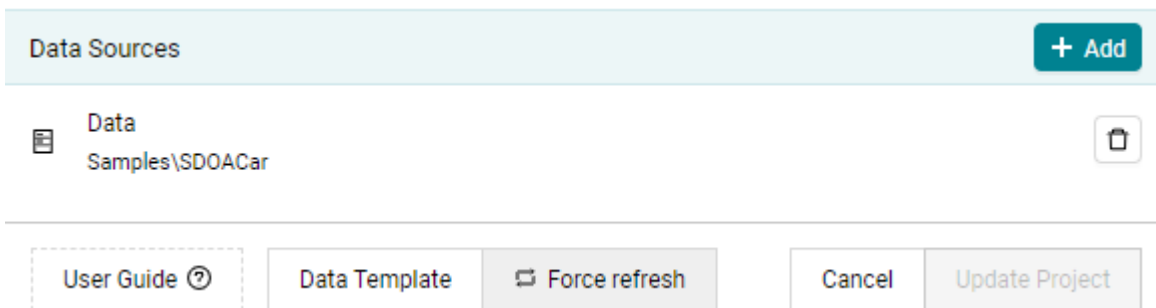 Data Sources
+ Add
Data
Samples\SDOACar
User Guide
Data Template
Force refresh
Cancel
Update Project